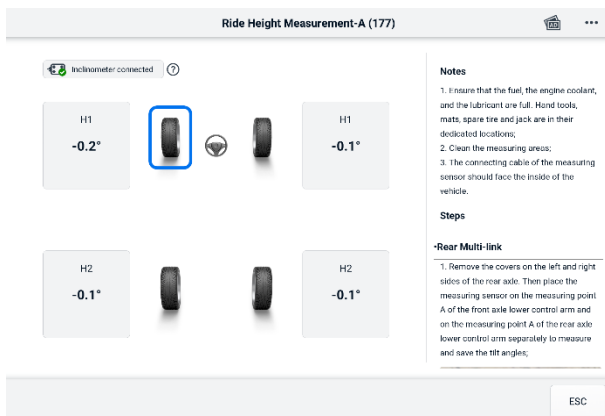 Ride Height Measurement-A (177)
AD
Inclinometer connected
?
H1
-0.2°
H1
-0.1°
H2
-0.1°
H2
-0.1°
Notes
1. Ensure that the fuel, the engine coolant,
and the lubricant are full. Hand tools,
mats, spare tire and jack are in their
dedicated locations;
2. Clean the measuring areas;
3. The connecting cable of the measuring
sensor should face the inside of the
vehicle.
Steps
•Rear Multi-link
1. Remove the covers on the left and right
sides of the rear axle. Then place the
measuring sensor on the measuring point
A of the front axle lower control arm and
on the measuring point A of the rear axle
lower control arm separately to measure
and save the tilt angles;
ESC